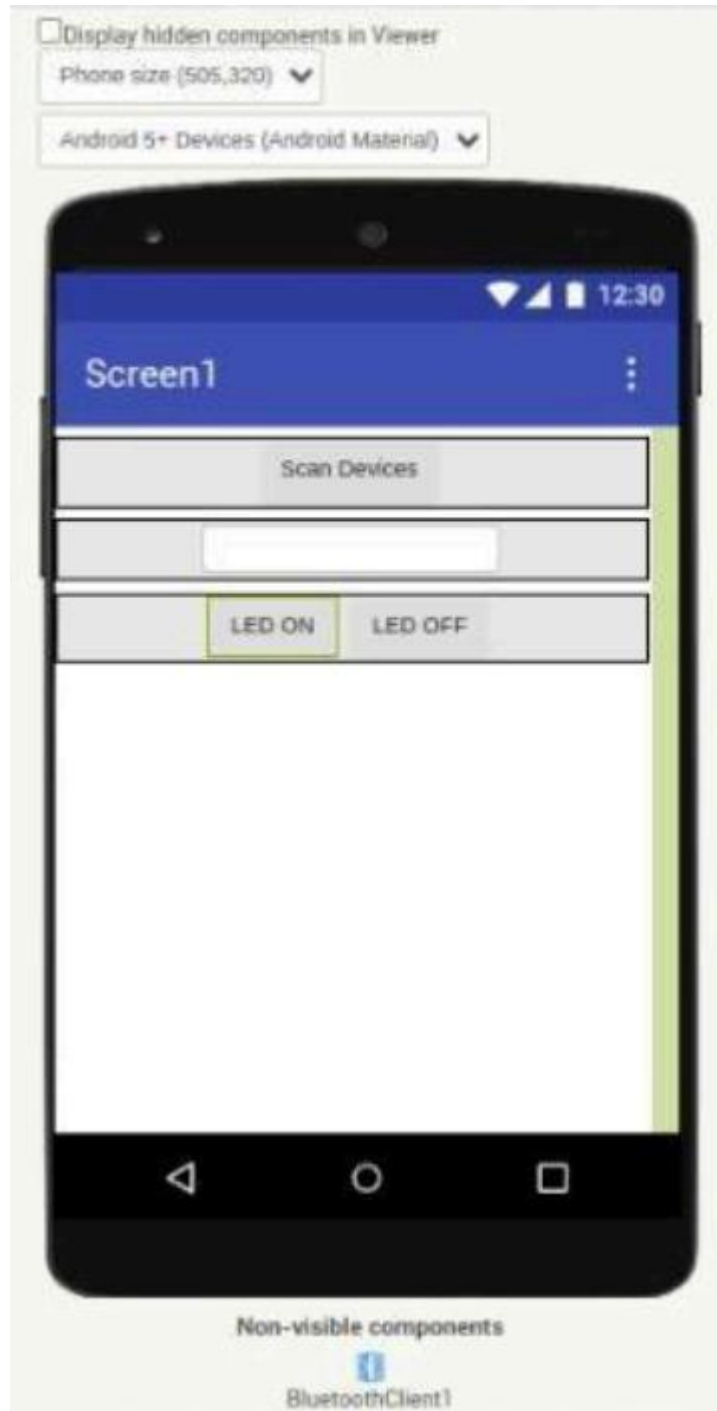 Display hidden components in Viewer
Phone size (505,320)
Android 5+ Devices (Android Material)
12:30
Screen1
Scan Devices
LED ON LED OFF
Non-visible components
BluetoothClient1